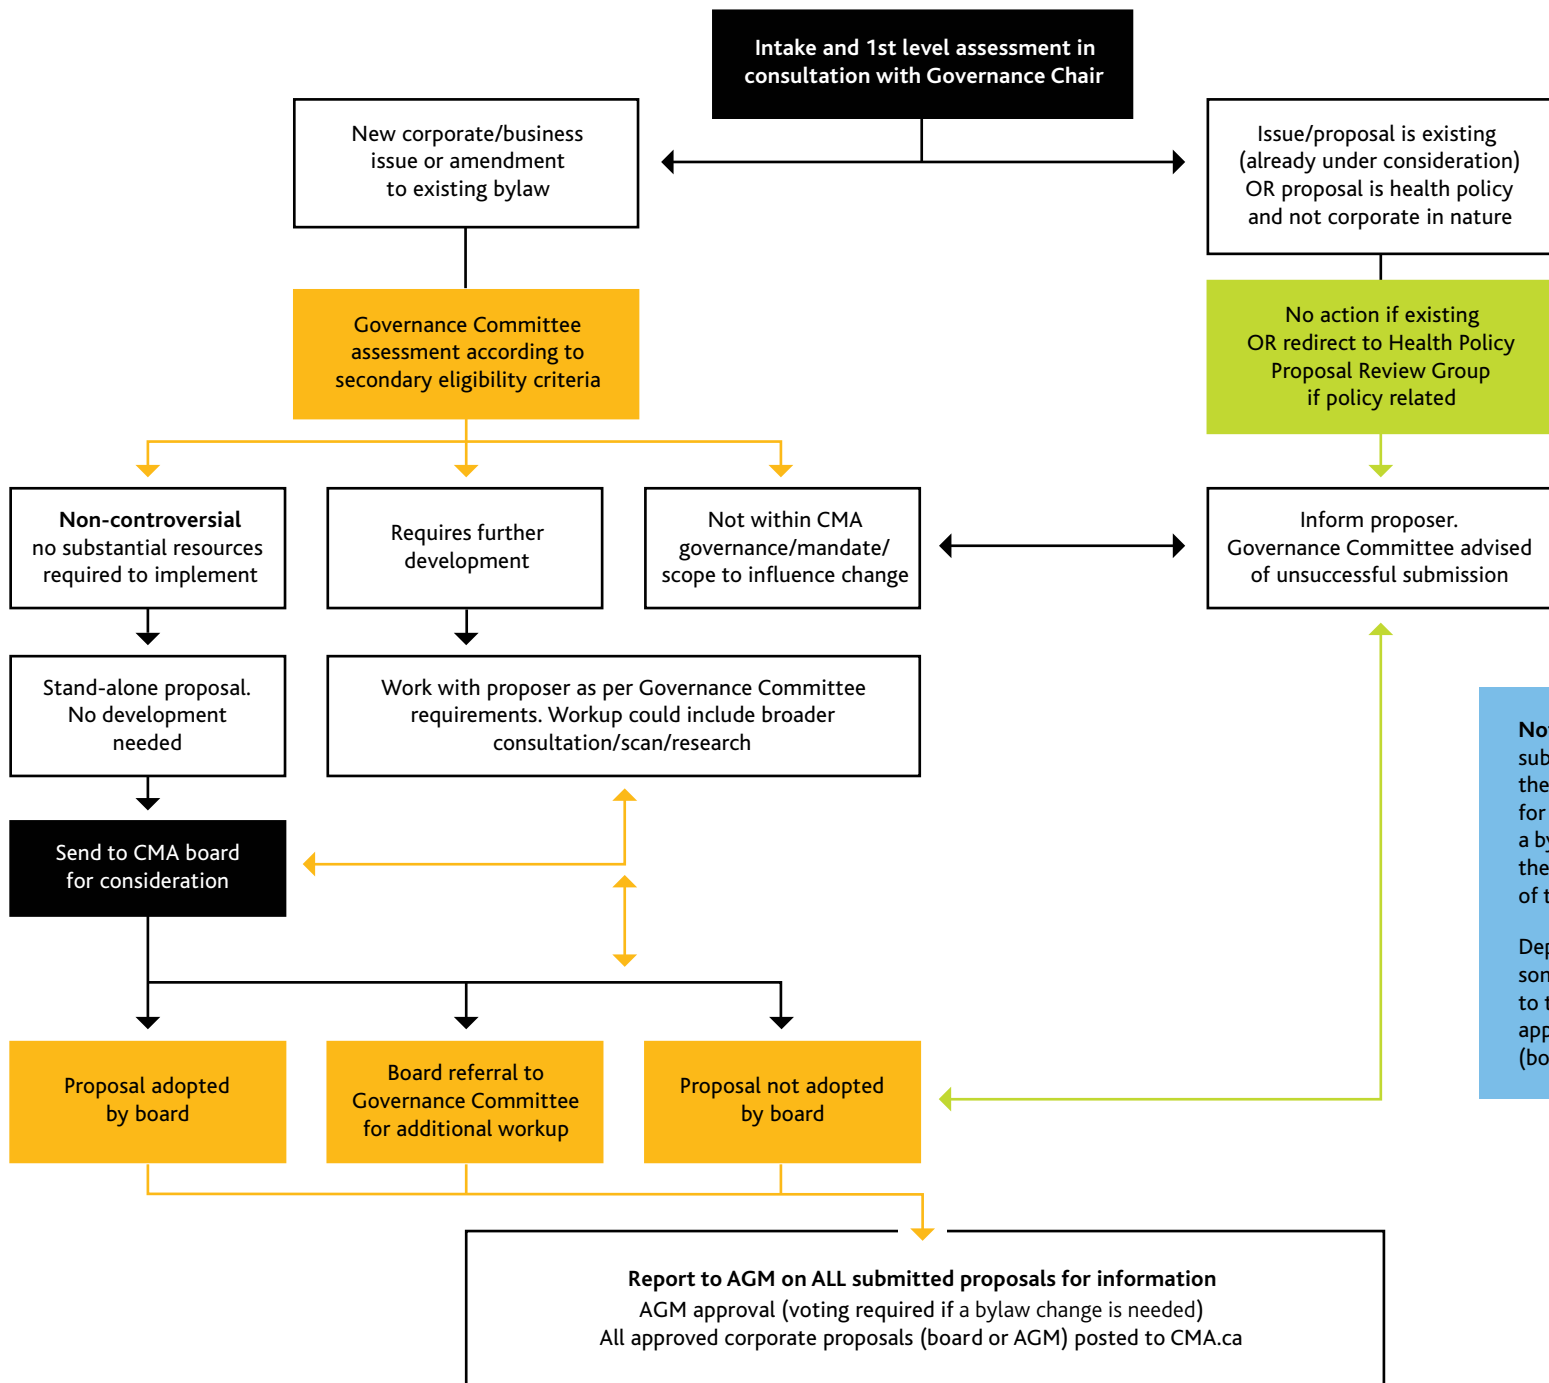 Intake and 1st level assessment in
consultation with Governance Chair
New corporate/business
issue or amendment
to existing bylaw
Issue/proposal is existing
(already under consideration)
OR proposal is health policy
and not corporate in nature
Governance Committee
assessment according to
secondary eligibility criteria
No action if existing
OR redirect to Health Policy
Proposal Review Group
if policy related
Non-controversial
no substantial resources
required to implement
Requires further
development
Not within CMA
governance/mandate/
scope to influence change
Inform proposer.
Governance Committee advised
of unsuccessful submission
Stand-alone proposal.
No development
needed
Work with proposer as per Governance Committee
requirements. Workup could include broader
consultation/scan/research
Send to CMA board
for consideration
for
a
of
to
Proposal adopted
by board
Board referral to
Governance Committee
for additional workup
Proposal not adopted
by board
Report to AGM on ALL submitted proposals for information
AGM approval (voting required if a bylaw change is needed)
All approved corporate proposals (board or AGM) posted to CMA.ca